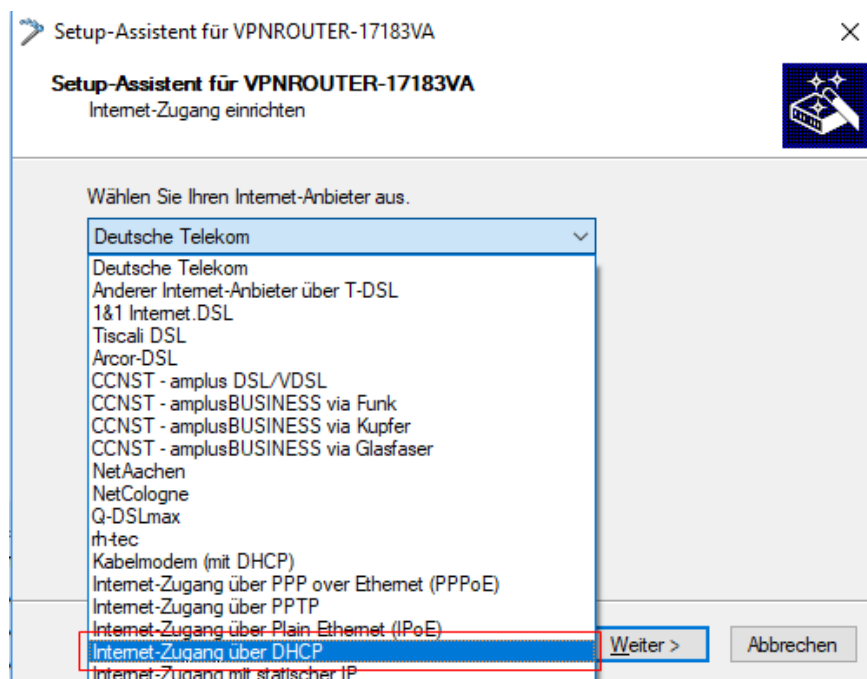 Setup-Assistent für VPNROUTER-17183VA
Setup-Assistent für VPNROUTER-17183VA
Internet-Zugang einrichten
Wählen Sie Ihren Internet-Anbieter aus.
Deutsche Telekom
Deutsche Telekom
Anderer Internet-Anbieter über T-DSL
1&1 Internet.DSL
Tiscali DSL
Arcor-DSL
CCNST - amplus DSL/VDSL
CCNST - amplusBUSINESS via Funk
CCNST - amplusBUSINESS via Kupfer
CCNST - amplusBUSINESS via Glasfaser
NetAachen
NetCologne
Q-DSLmax
rh-tec
Kabelmodem (mit DHCP)
Internet-Zugang über PPP over Ethernet (PPPoE)
Internet-Zugang über PPTP
Internet-Zugang über Plain Ethernet (IPoE)
Internet-Zugang über DHCP
Internet-Zugang mit statischer IP
Weiter >
Abbrechen